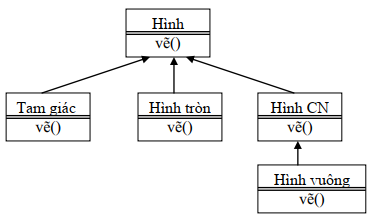 Hình
vẽ()
Tam giác
vẽ()
Hình tròn
vẽ()
Hình CN
vẽ()
Hình vuông
vẽ()